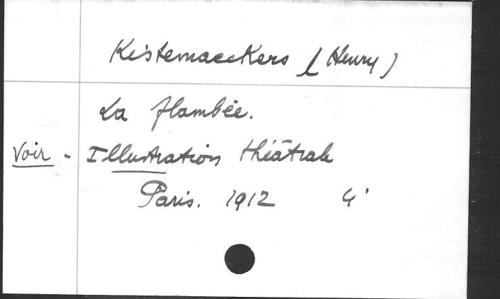 Kistemaeckers (Henry)
La flambée.
Voir - Illustration théâtrale
Paris. 1912 4°